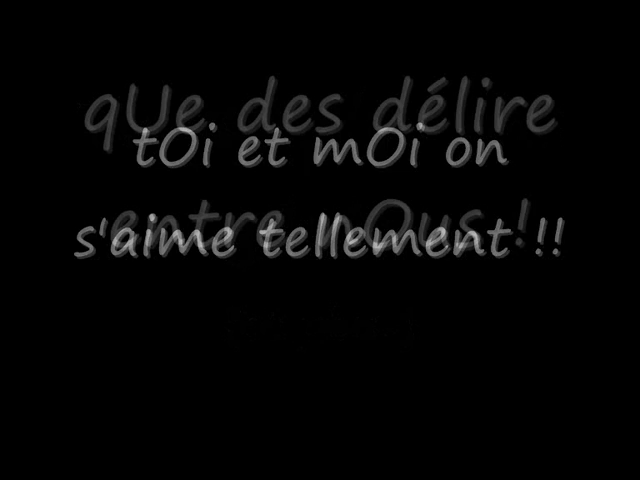 qUe des délire
tOi et mOi on
entre nOus !
s'aime tellement !!